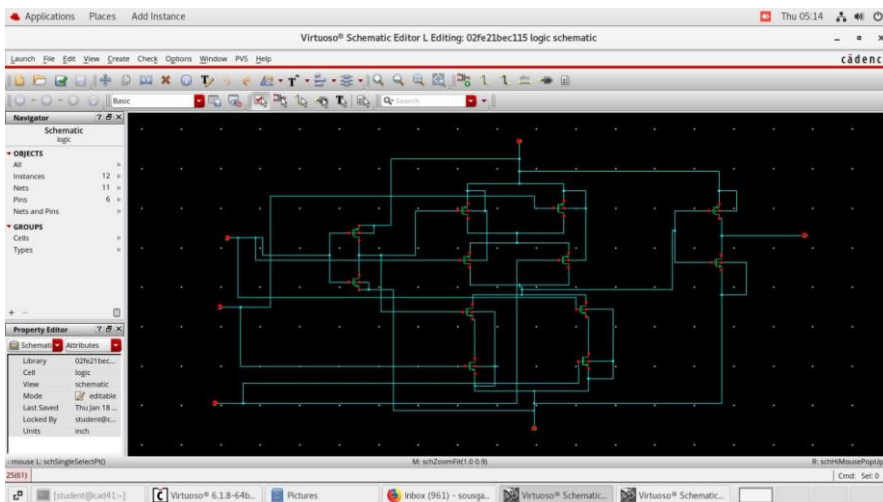 Applications Places Add Instance Thu 05:14
Virtuoso® Schematic Editor L Editing: 02fe21bec115 logic schematic
Launch File Edit View Create Check Options Window PVS Help cādenc
Basic Search
Navigator
Schematic
logic
OBJECTS
All
Instances 12
Nets 11
Pins 6
Nets and Pins
GROUPS
Cells
Types
Property Editor
Schemati Attributes
Library 02fe21bec...
Cell logic
View schematic
Mode editable
Last Saved Thu Jan 18 ...
Locked By student@c...
Units inch
mouse L: schSingleSelectPt() M: schZoomFit(1.0 0.9) R: schHiMousePopUp
25(61) Cmd: Sel: 0
[student@cad41:~] Virtuoso® 6.1.8-64b... Pictures Inbox (961) - sousga... Virtuoso® Schematic... Virtuoso® Schematic...